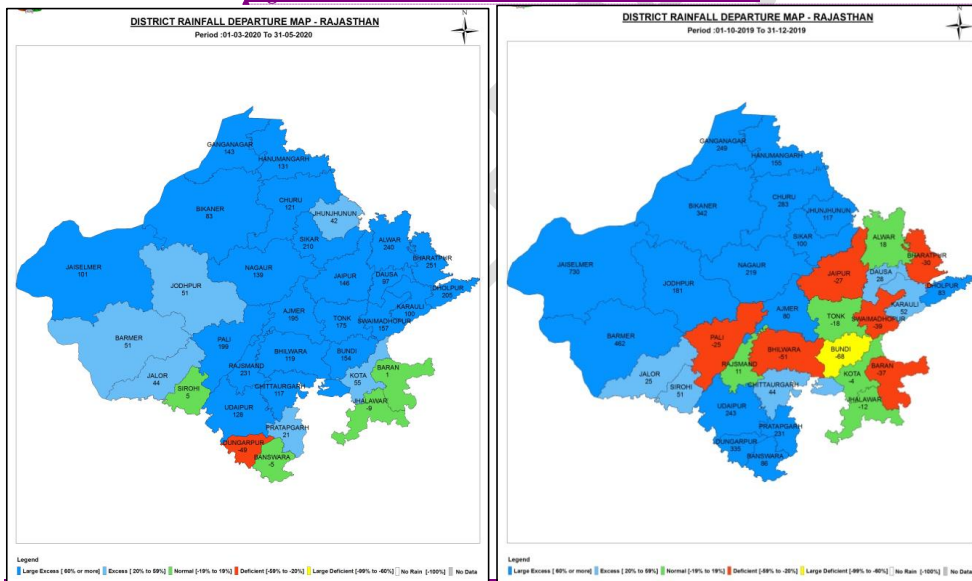 DISTRICT RAINFALL DEPARTURE MAP - RAJASTHAN
Period :01-03-2020 To 31-05-2020
N
GANGANAGAR
143
HANUMANGARH
131
CHURU
121
JHUNJHUNUN
42
BIKANER
83
SIKAR
210
ALWAR
240
BHARATPUR
251
JAISELMER
101
NAGAUR
139
JAIPUR
146
DAUSA
97
DHOLPUR
205
JODHPUR
51
KARAULI
100
AJMER
195
TONK
175
SWAIMADHOPUR
157
BARMER
51
PALI
199
BHILWARA
119
BUNDI
154
RAJSMAND
231
BARAN
1
JALOR
44
KOTA
55
SIROHI
5
CHITTAURGARH
117
JHALAWAR
-9
UDAIPUR
128
PRATAPGARH
21
DUNGARPUR
-49
BANSWARA
-5
Legend
Large Excess [ 60% or more] Excess [ 20% to 59%] Normal [-19% to 19%] Deficient [-59% to -20%] Large Deficient [-99% to -60%] No Rain [-100%] No Data
DISTRICT RAINFALL DEPARTURE MAP - RAJASTHAN
Period :01-10-2019 To 31-12-2019
N
GANGANAGAR
249
HANUMANGARH
155
CHURU
283
JHUNJHUNUN
117
BIKANER
342
SIKAR
100
ALWAR
18
BHARATPUR
-30
JAISELMER
730
NAGAUR
219
JAIPUR
-27
DAUSA
28
DHOLPUR
83
JODHPUR
181
KARAULI
52
AJMER
90
TONK
-18
SWAIMADHOPUR
-39
BARMER
462
PALI
-25
BHILWARA
-51
BUNDI
-68
RAJSMAND
11
BARAN
-37
JALOR
25
KOTA
-4
SIROHI
51
CHITTAURGARH
44
JHALAWAR
-12
UDAIPUR
243
PRATAPGARH
231
DUNGARPUR
335
BANSWARA
98
Legend
Large Excess [ 60% or more] Excess [ 20% to 59%] Normal [-19% to 19%] Deficient [-59% to -20%] Large Deficient [-99% to -60%] No Rain [-100%] No Data